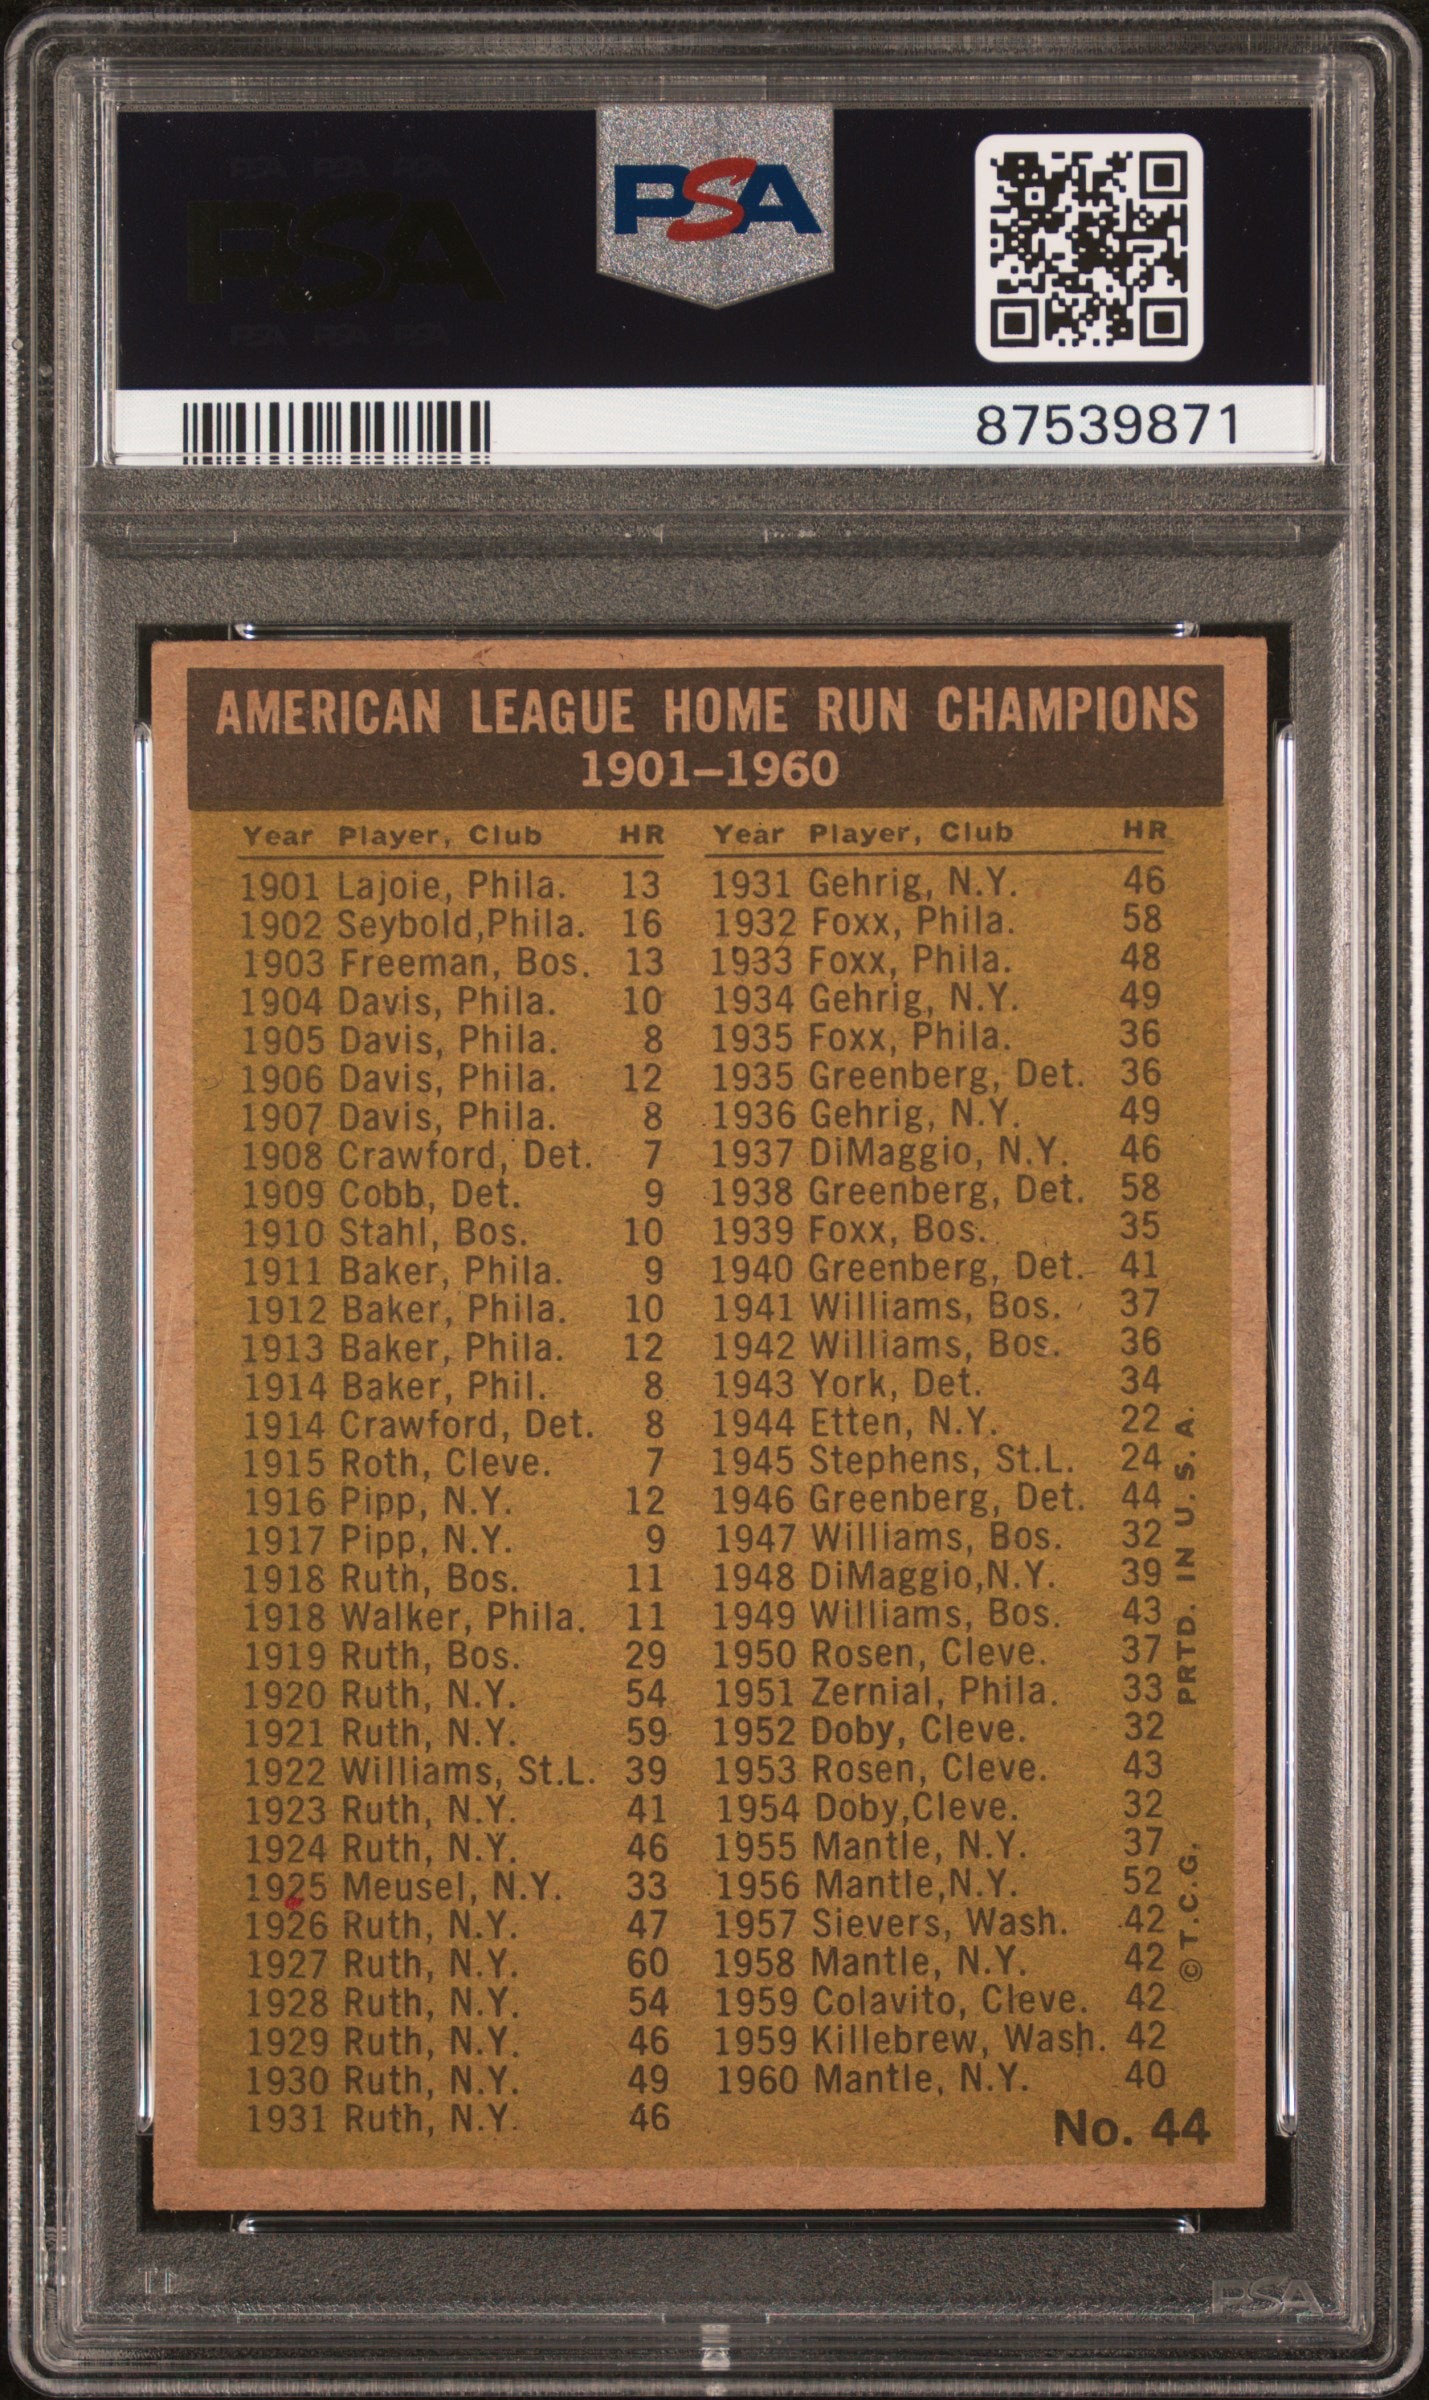 PSA PSA PSA
PSA
PSA PSA PSA
PSA
87539871
AMERICAN LEAGUE HOME RUN CHAMPIONS
1901–1960
Year Player, Club HR
1901 Lajoie, Phila. 13
1902 Seybold,Phila. 16
1903 Freeman, Bos. 13
1904 Davis, Phila. 10
1905 Davis, Phila. 8
1906 Davis, Phila. 12
1907 Davis, Phila. 8
1908 Crawford, Det. 7
1909 Cobb, Det. 9
1910 Stahl, Bos. 10
1911 Baker, Phila. 9
1912 Baker, Phila. 10
1913 Baker, Phila. 12
1914 Baker, Phil. 8
1914 Crawford, Det. 8
1915 Roth, Cleve. 7
1916 Pipp, N.Y. 12
1917 Pipp, N.Y. 9
1918 Ruth, Bos. 11
1918 Walker, Phila. 11
1919 Ruth, Bos. 29
1920 Ruth, N.Y. 54
1921 Ruth, N.Y. 59
1922 Williams, St.L. 39
1923 Ruth, N.Y. 41
1924 Ruth, N.Y. 46
1925 Meusel, N.Y. 33
1926 Ruth, N.Y. 47
1927 Ruth, N.Y. 60
1928 Ruth, N.Y. 54
1929 Ruth, N.Y. 46
1930 Ruth, N.Y. 49
1931 Ruth, N.Y. 46
Year Player, Club HR
1931 Gehrig, N.Y. 46
1932 Foxx, Phila. 58
1933 Foxx, Phila. 48
1934 Gehrig, N.Y. 49
1935 Foxx, Phila. 36
1935 Greenberg, Det. 36
1936 Gehrig, N.Y. 49
1937 DiMaggio, N.Y. 46
1938 Greenberg, Det. 58
1939 Foxx, Bos. 35
1940 Greenberg, Det. 41
1941 Williams, Bos. 37
1942 Williams, Bos. 36
1943 York, Det. 34
1944 Etten, N.Y. 22
1945 Stephens, St.L. 24
1946 Greenberg, Det. 44
1947 Williams, Bos. 32
1948 DiMaggio,N.Y. 39
1949 Williams, Bos. 43
1950 Rosen, Cleve. 37
1951 Zernial, Phila. 33
1952 Doby, Cleve. 32
1953 Rosen, Cleve. 43
1954 Doby,Cleve. 32
1955 Mantle, N.Y. 37
1956 Mantle,N.Y. 52
1957 Sievers, Wash. 42
1958 Mantle, N.Y. 42
1959 Colavito, Cleve. 42
1959 Killebrew, Wash. 42
1960 Mantle, N.Y. 40
No. 44
© T.C.G. PRTD. IN U.S.A.
PSA